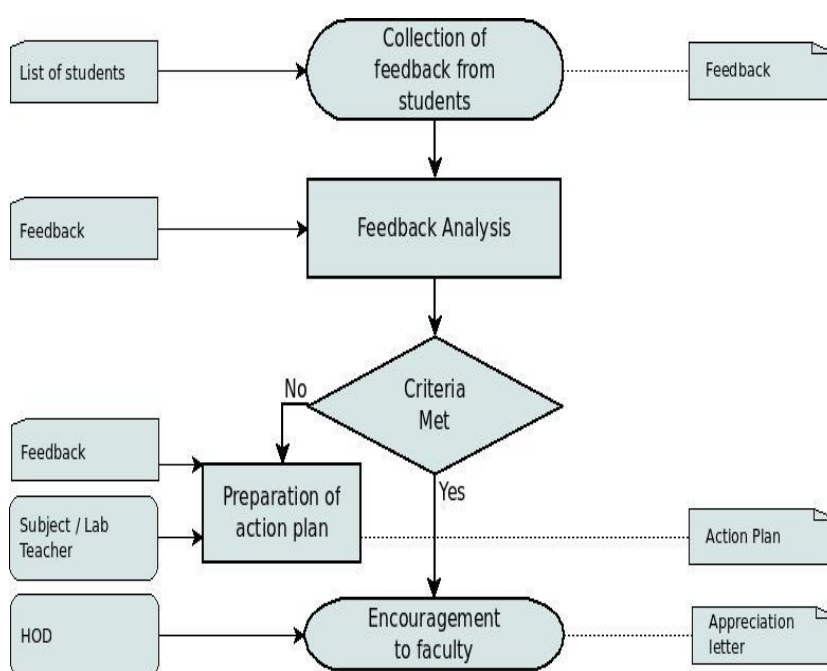 Collection of
feedback from
students
List of students
Feedback
Feedback Analysis
Feedback
Criteria
Met
No
Yes
Feedback
Preparation of
action plan
Subject / Lab
Teacher
Action Plan
HOD
Encouragement
to faculty
Appreciation
letter